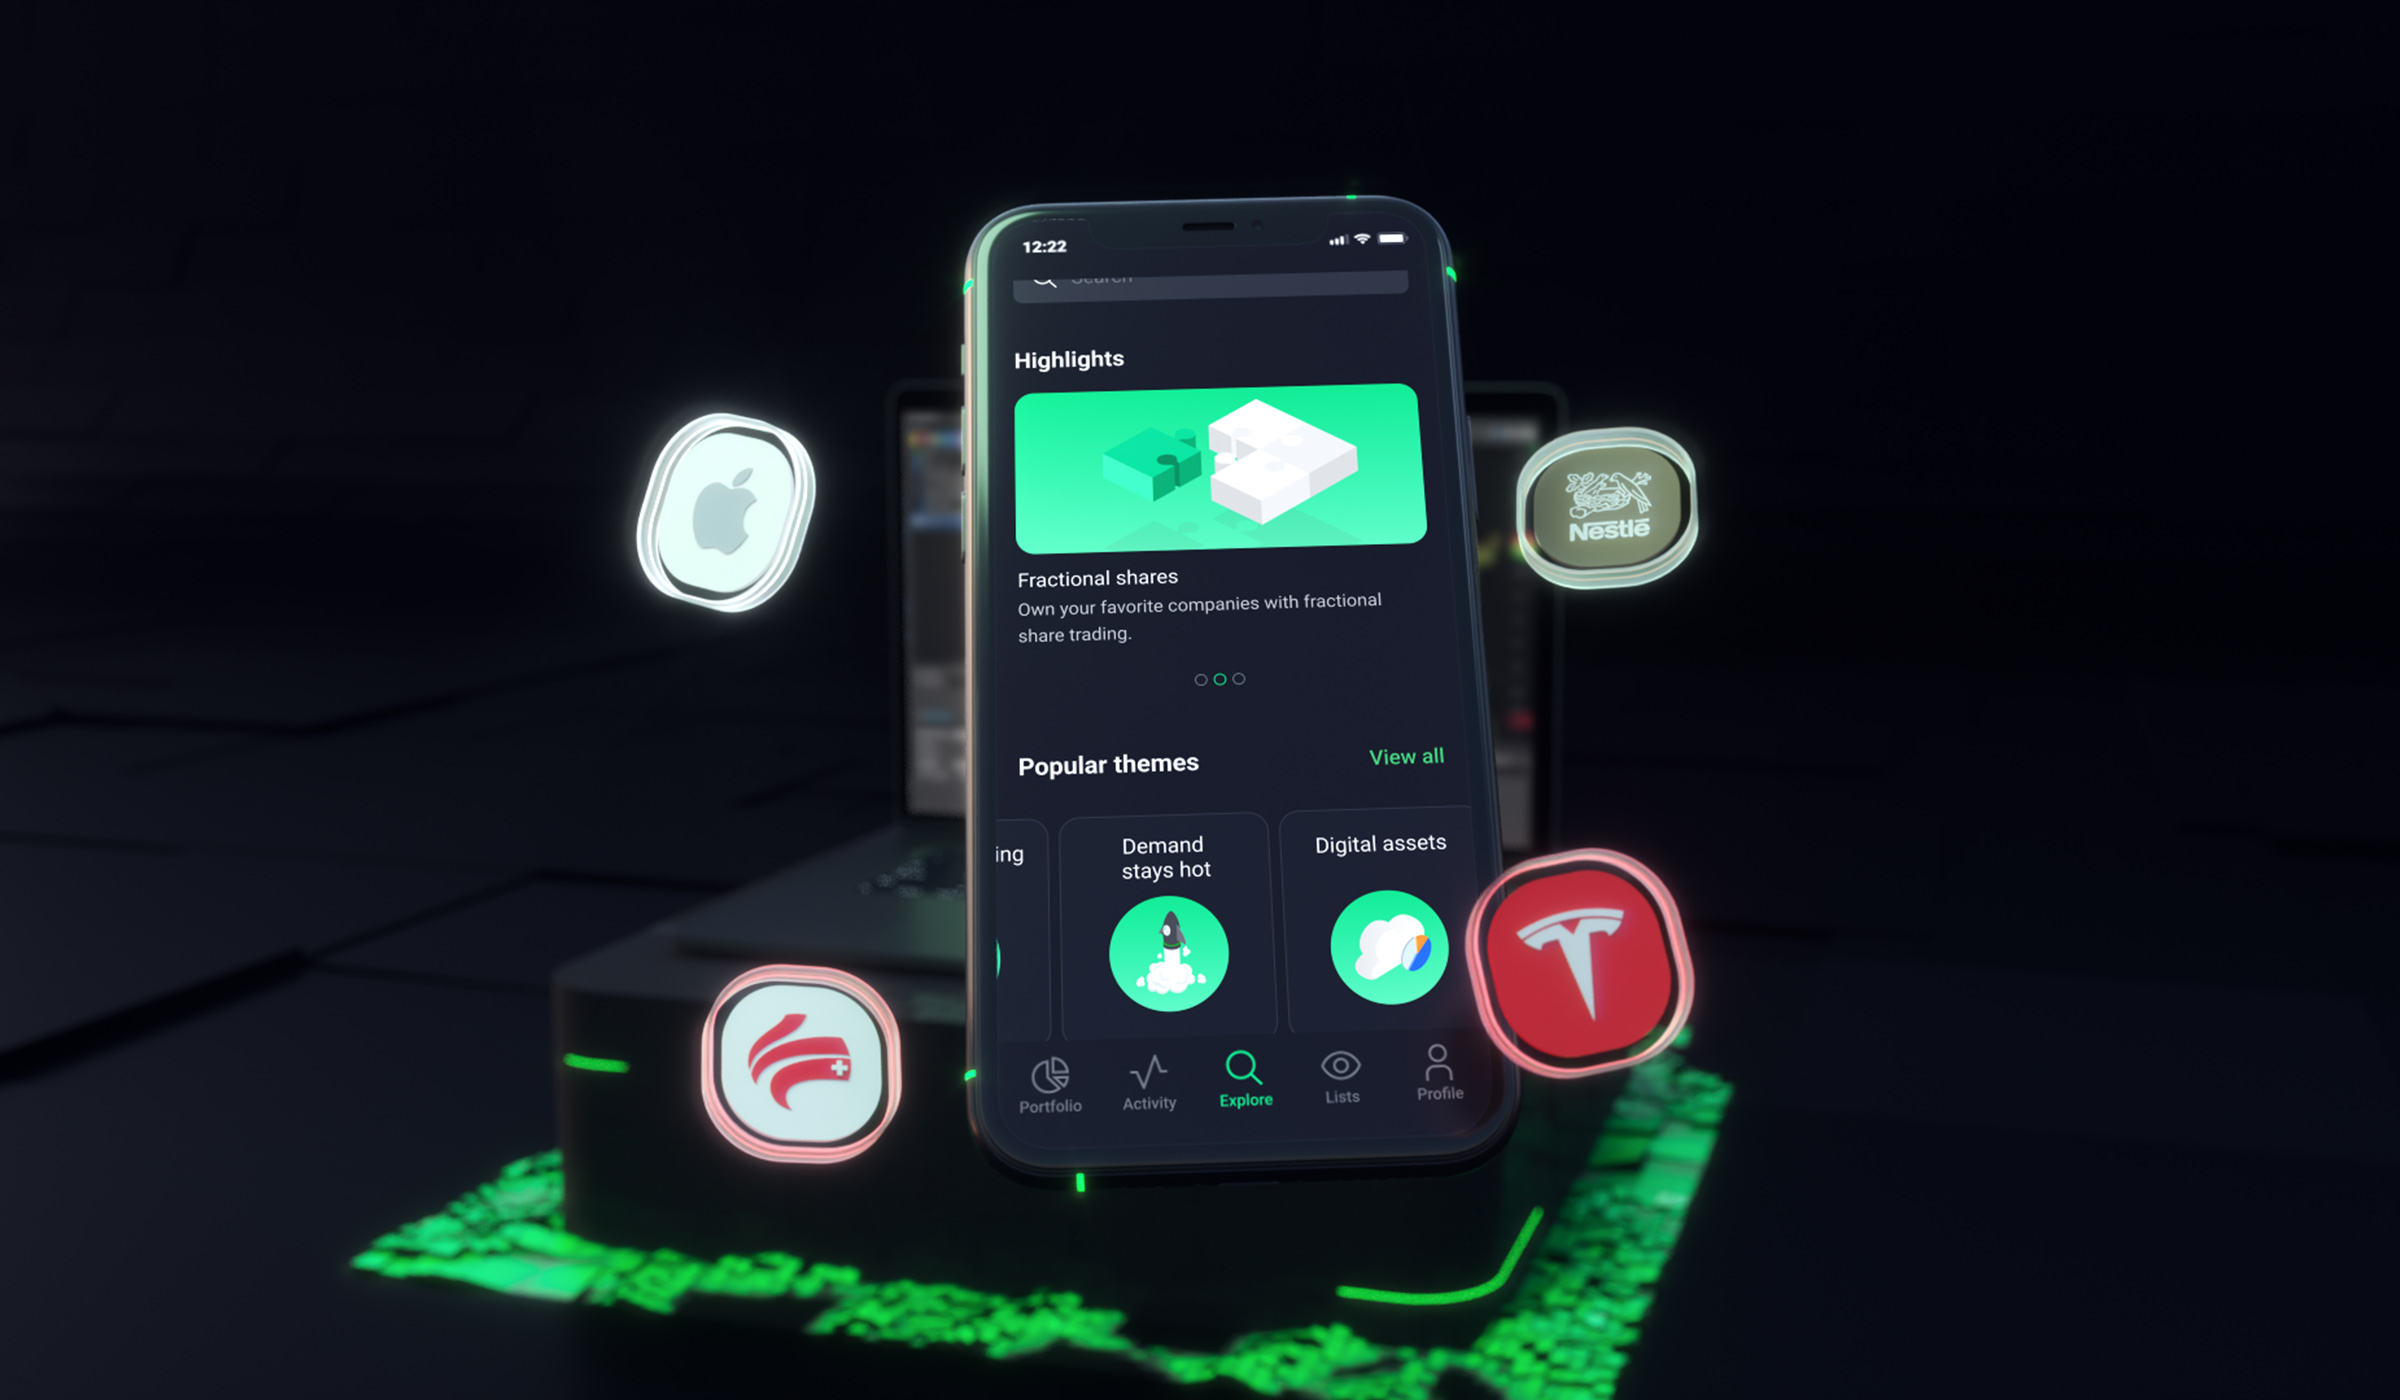 12:22
Search
Highlights
Fractional shares
Own your favorite companies with fractional
share trading.
Popular themes
View all
ing
Demand
stays hot
Digital assets
Portfolio
Activity
Explore
Lists
Profile
Nestlé